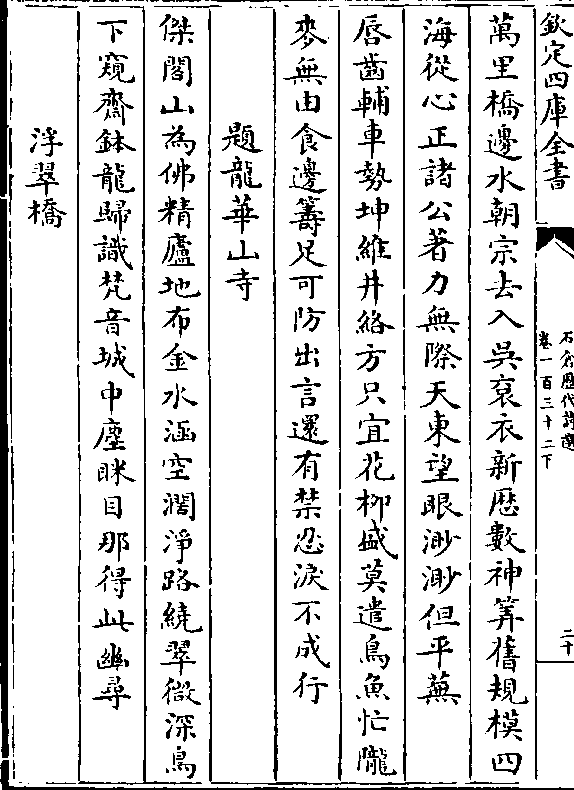 欽定四庫全書
石倉歷代詩選
卷一百三十二下
二十
萬里橋邊水朝宗去入吳袞衣新歴數神筭舊規模四
海從心正諸公著力無際天東望眼渺渺但平蕪
唇齒輔車勢坤維井絡方只宜花柳盛莫遣鳥魚忙隴
麥無由食邊籌足可防出言還有禁忍淚不成行
題龍華山寺
傑閣山為佛精廬地布金水涵空濶淨路繞翠微深鳥
下窺齋鉢龍歸識梵音城中塵眯目那得此幽尋
浮翠橋